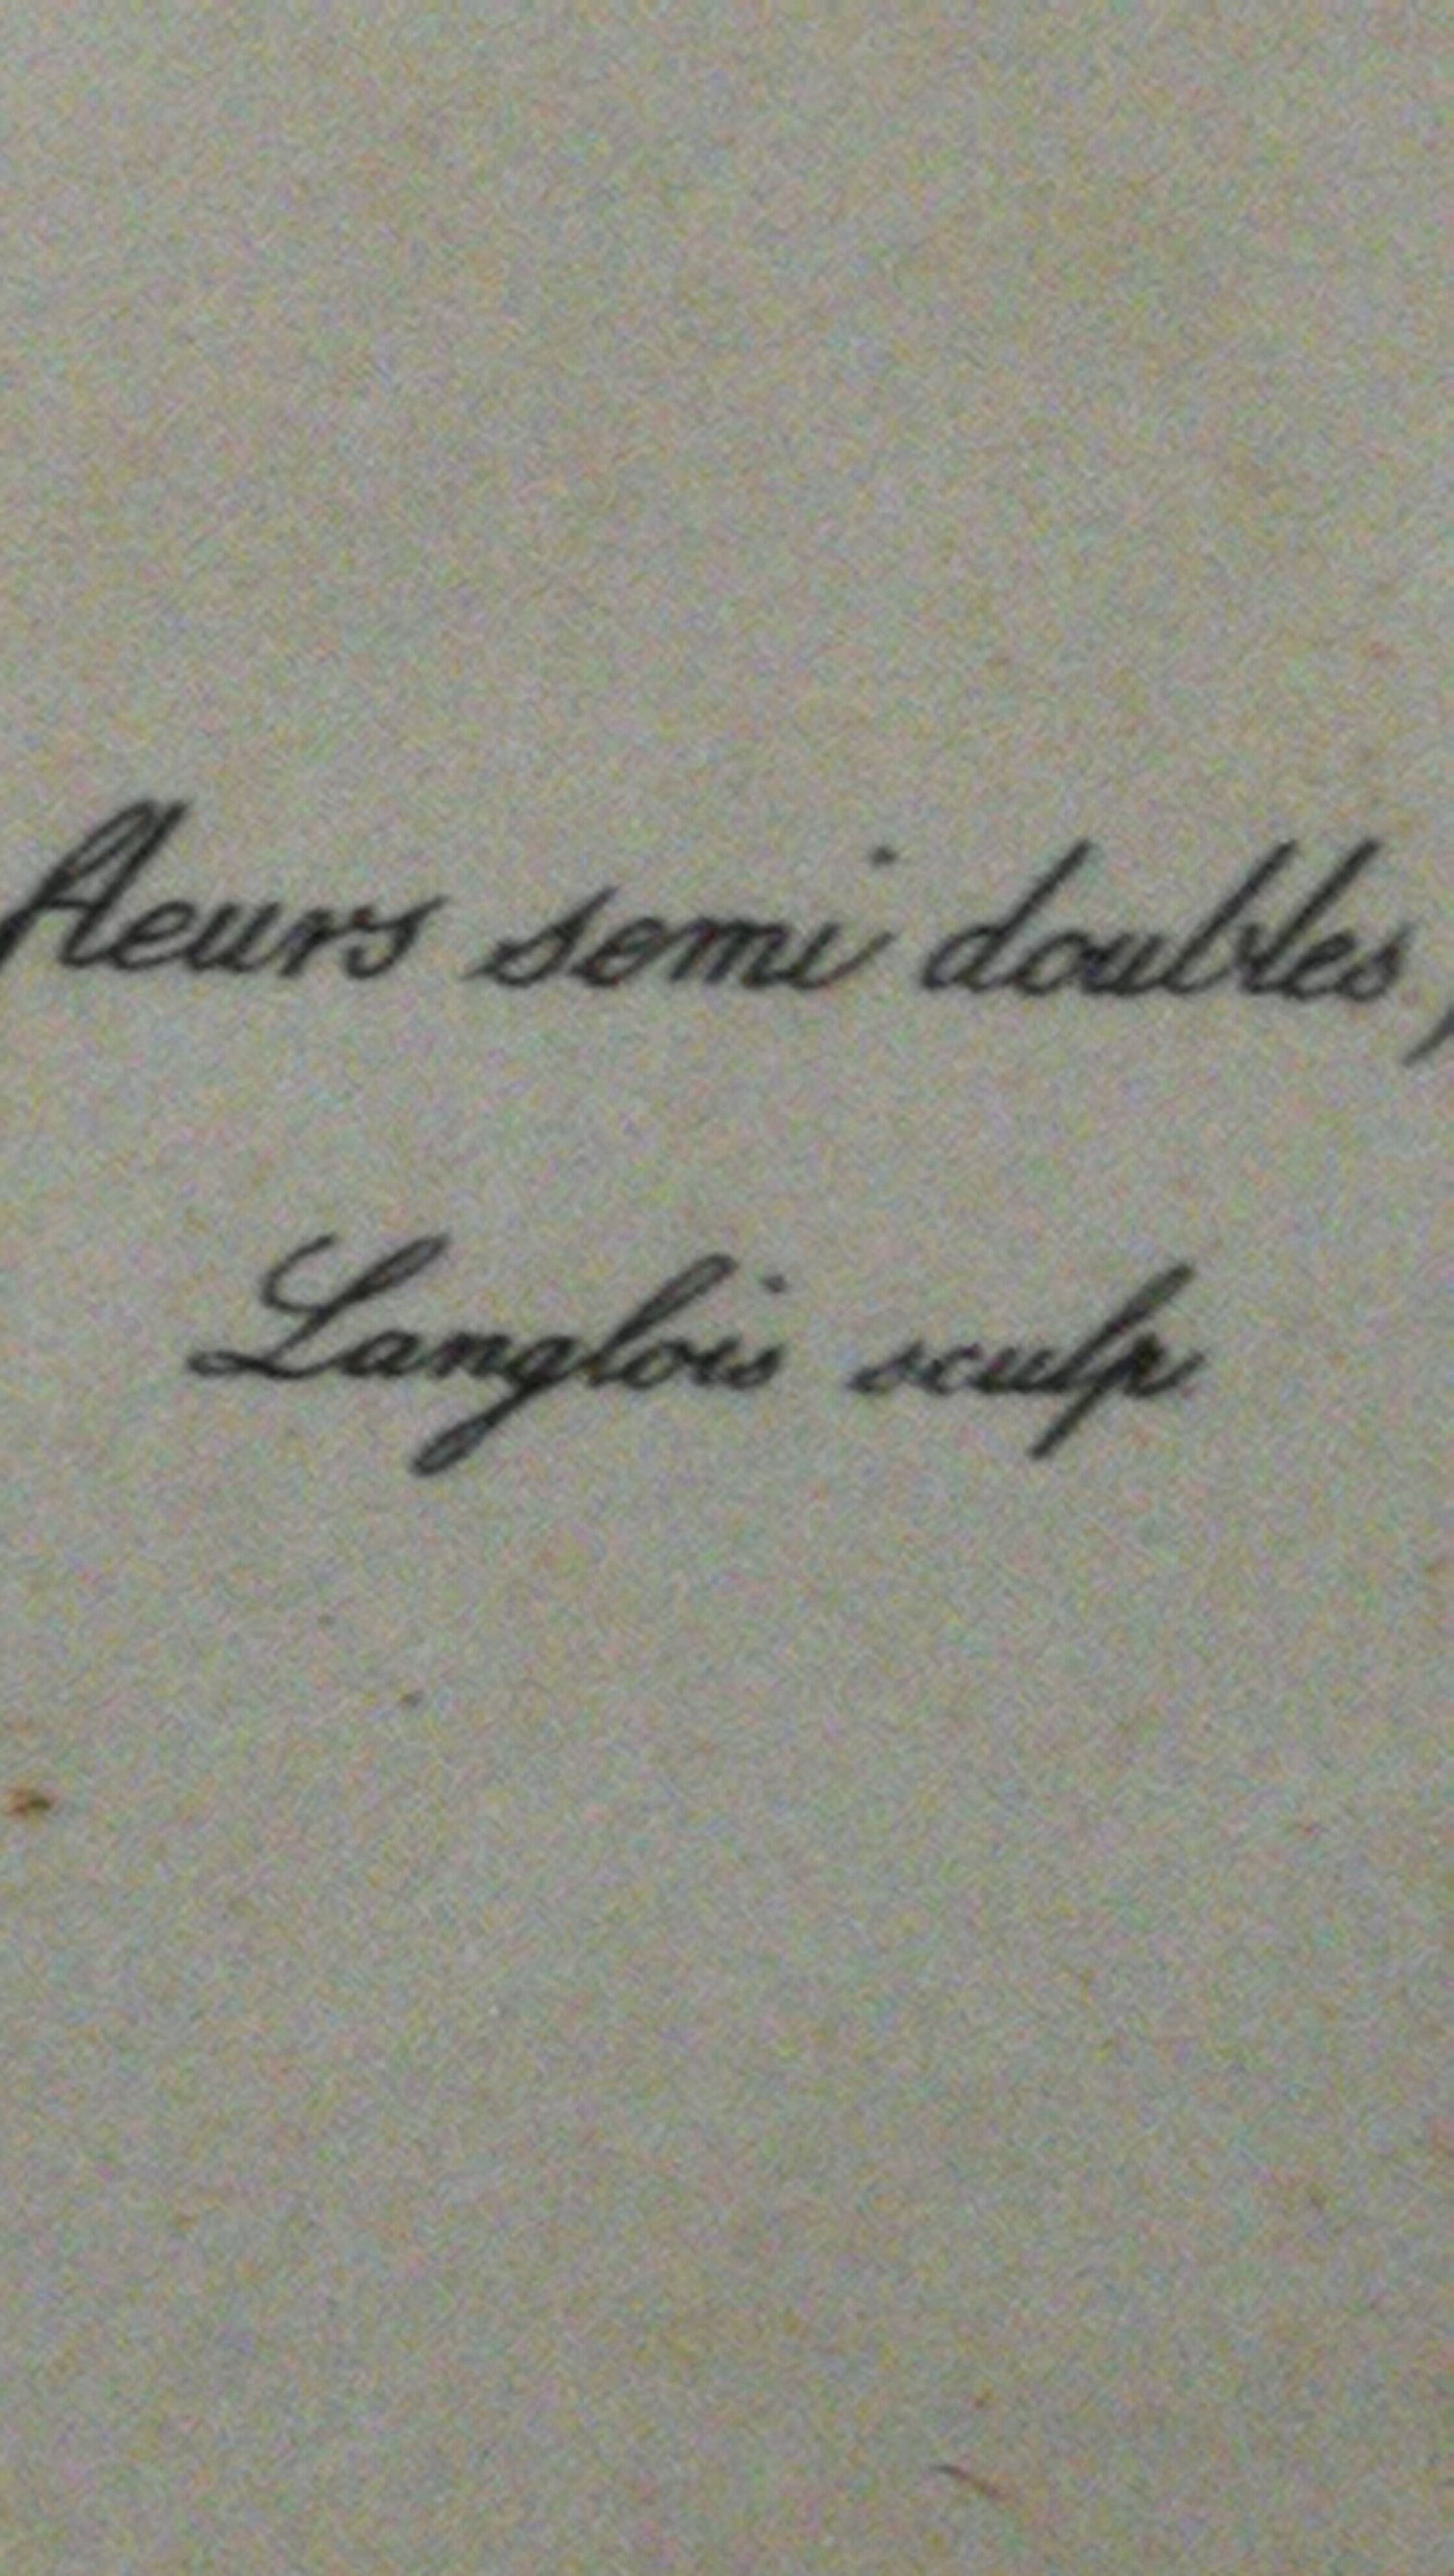 fleurs semi doubles,
Langlois sculp